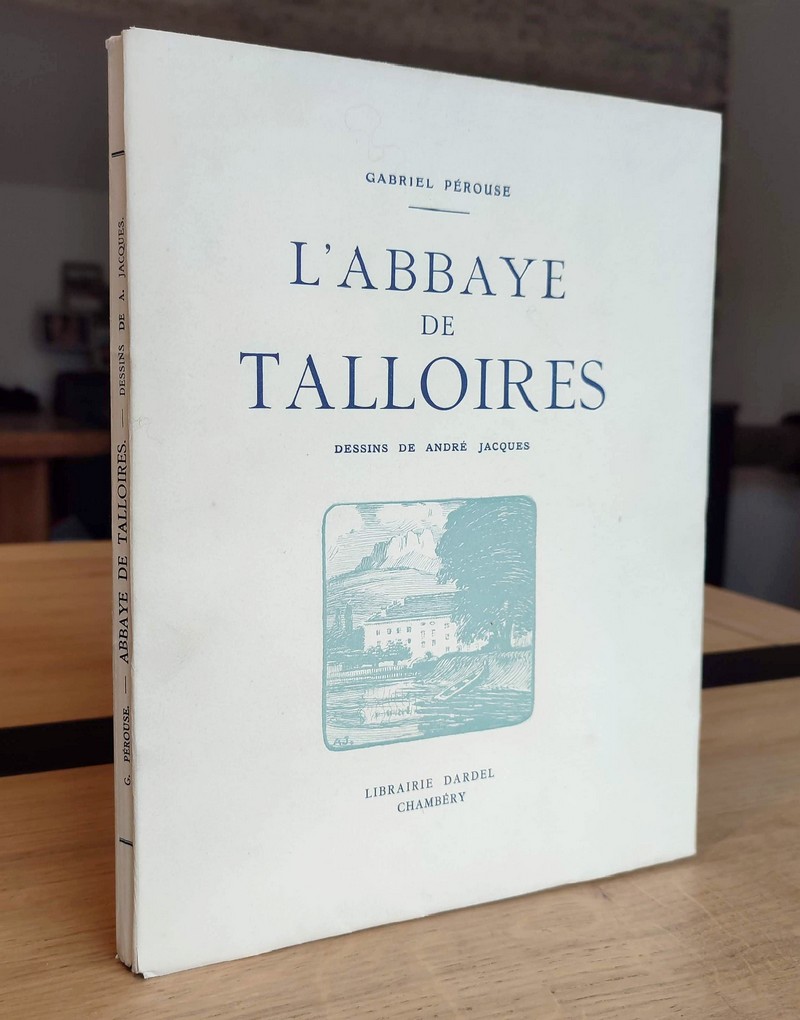 GABRIEL PÉROUSE
L'ABBAYE
DE
TALLOIRES
DESSINS DE ANDRÉ JACQUES
A.J.
LIBRAIRIE DARDEL
CHAMBÉRY
G. PÉROUSE. — ABBAYE DE TALLOIRES. — DESSINS DE A. JACQUES.